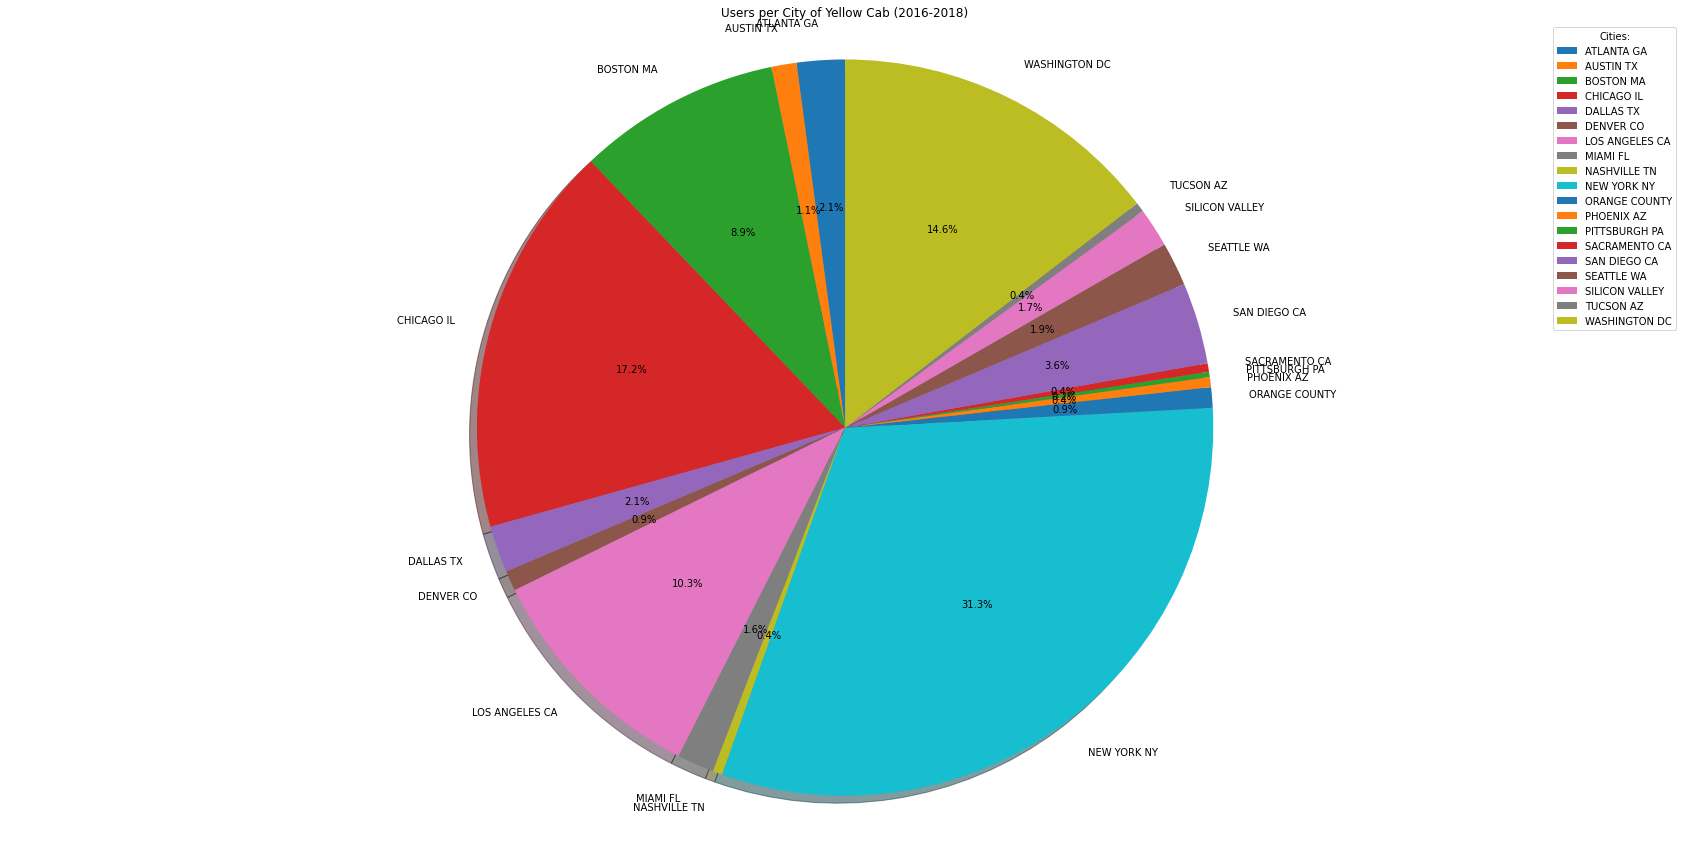 Users per City of Yellow Cab (2016-2018)
ATLANTA GA
AUSTIN TX
BOSTON MA
CHICAGO IL
DALLAS TX
DENVER CO
LOS ANGELES CA
MIAMI FL
NASHVILLE TN
NEW YORK NY
ORANGE COUNTY
PHOENIX AZ
PITTSBURGH PA
SACRAMENTO CA
SAN DIEGO CA
SEATTLE WA
SILICON VALLEY
TUCSON AZ
WASHINGTON DC
2.1%
1.1%
8.9%
17.2%
2.1%
0.9%
10.3%
1.6%
0.4%
31.3%
0.9%
0.4%
0.4%
3.6%
1.9%
1.7%
0.4%
14.6%
Cities:
ATLANTA GA
AUSTIN TX
BOSTON MA
CHICAGO IL
DALLAS TX
DENVER CO
LOS ANGELES CA
MIAMI FL
NASHVILLE TN
NEW YORK NY
ORANGE COUNTY
PHOENIX AZ
PITTSBURGH PA
SACRAMENTO CA
SAN DIEGO CA
SEATTLE WA
SILICON VALLEY
TUCSON AZ
WASHINGTON DC